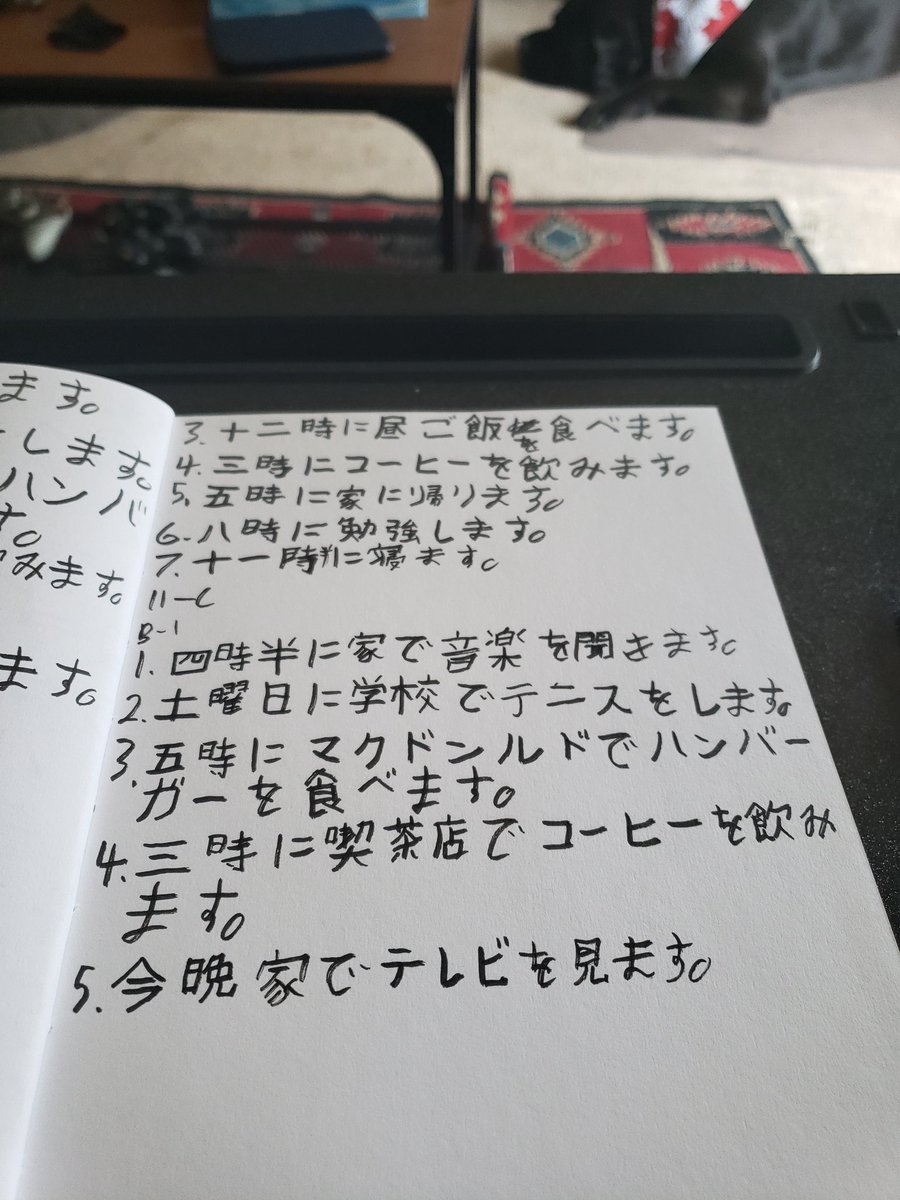 ます。
します。
ハンバ
す。
みます。
ます。
3. 十二時に昼ご飯を食べます。
4. 三時にコーヒーを飲みます。
5. 五時に家に帰ります。
6. 八時に勉強します。
7. 十一時半に寝ます。
11-C
B-1
1. 四時半に家で音楽を聞きます。
2. 土曜日に学校でテニスをします。
3. 五時にマクドンルドでハンバー
ガーを食べます。
4. 三時に喫茶店でコーヒーを飲み
ます。
5. 今晩家でテレビを見ます。